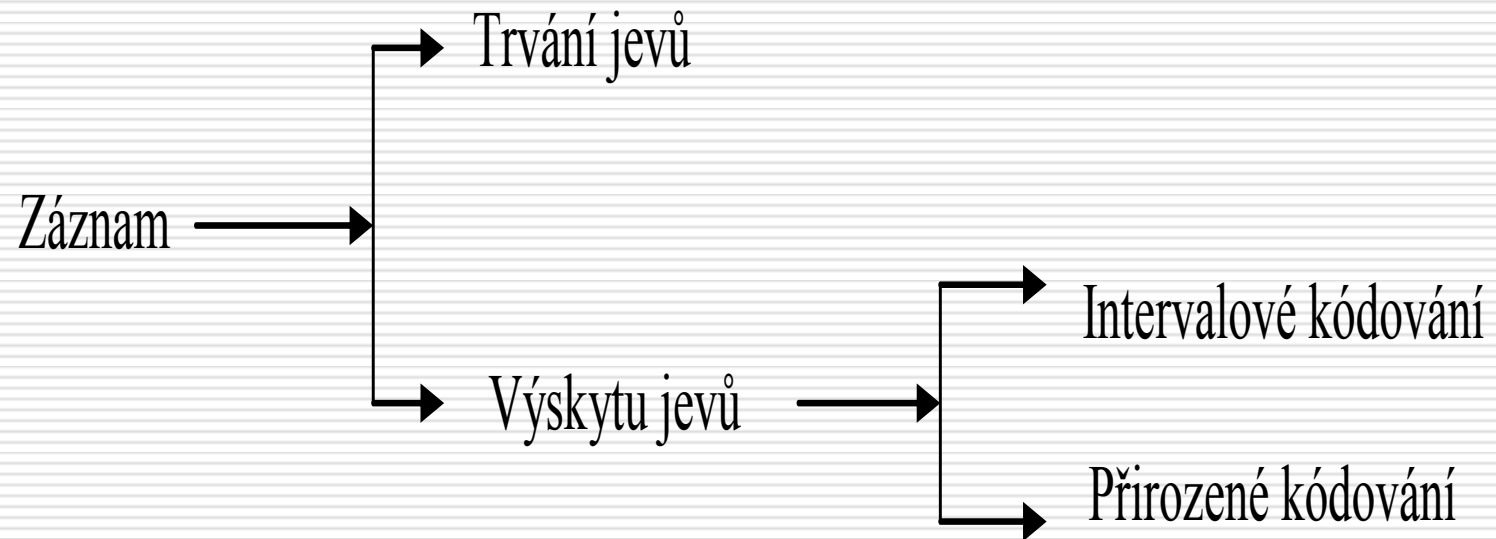 Trvání jevů
Záznam
Intervalové kódování
Výskytu jevů
Přirozené kódování